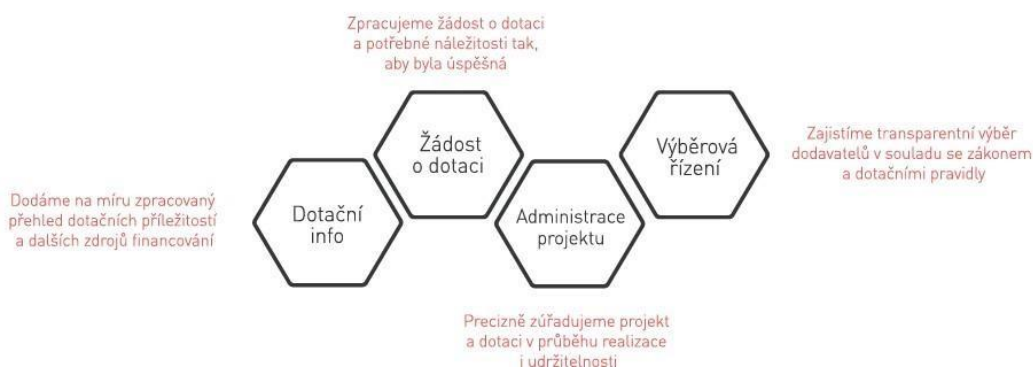 Zpracujeme žádost o dotaci
a potřebné náležitosti tak,
aby byla úspěšná
Žádost
o dotaci
Výběrová
řízení
Zajistíme transparentní výběr
dodavatelů v souladu se zákonem
a dotačními pravidly
Dodáme na míru zpracovaný
přehled dotačních příležitostí
a dalších zdrojů financování
Dotační
info
Administrace
projektu
Precizně zúřadujeme projekt
a dotaci v průběhu realizace
i udržitelnosti